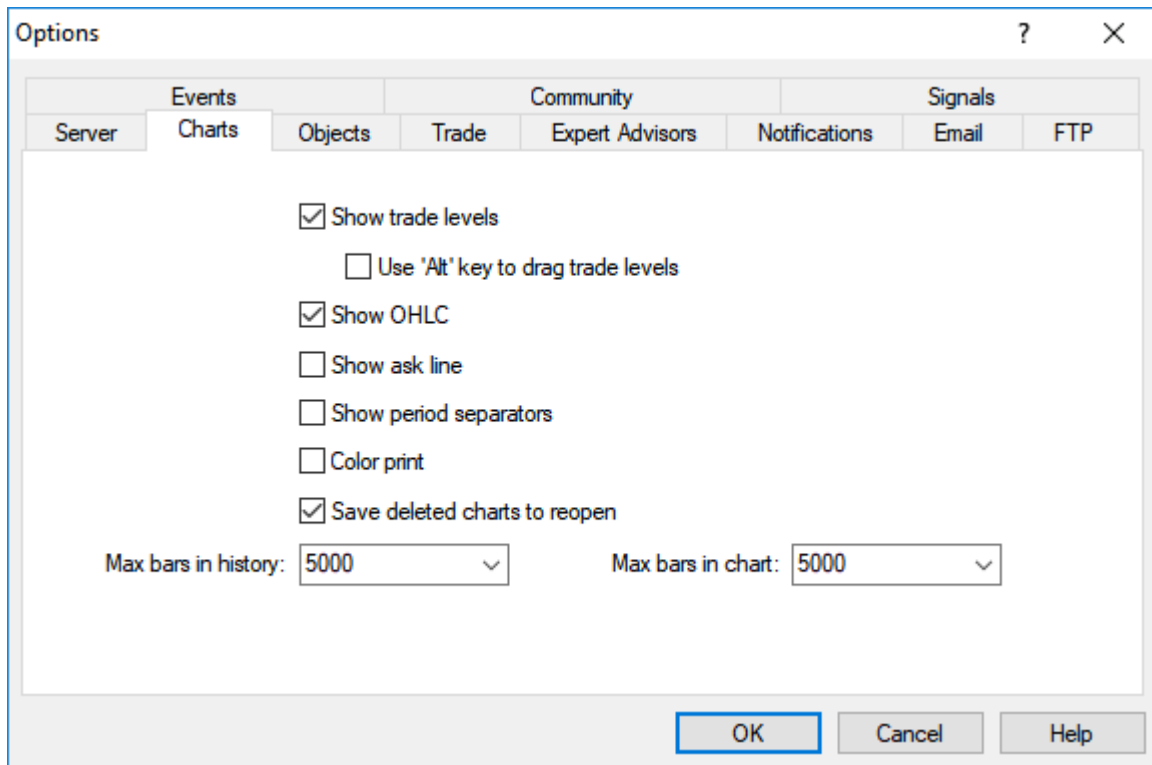 Options
Events Community Signals
Server Charts Objects Trade Expert Advisors Notifications Email FTP
Show trade levels
Use 'Alt' key to drag trade levels
Show OHLC
Show ask line
Show period separators
Color print
Save deleted charts to reopen
Max bars in history: 5000 Max bars in chart: 5000
OK Cancel Help